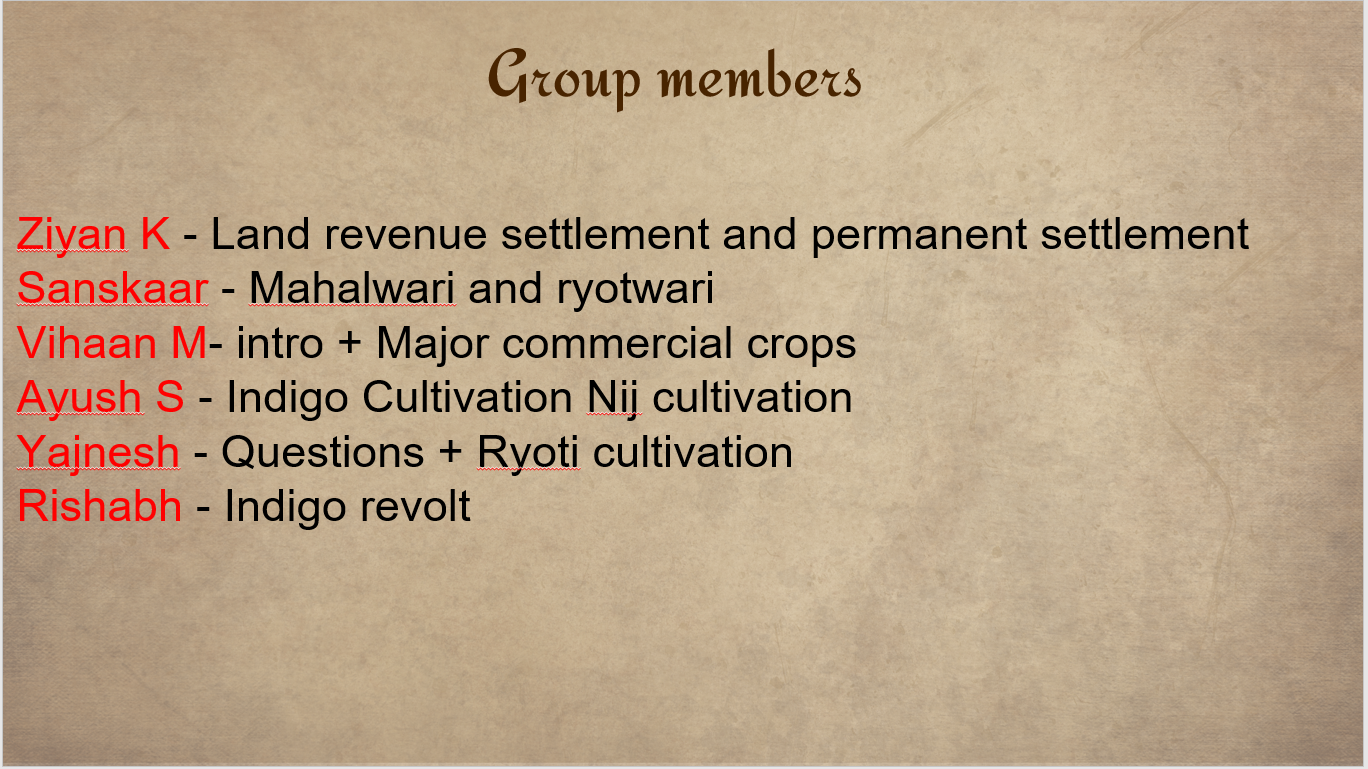 Group members
Ziyan K - Land revenue settlement and permanent settlement
Sanskaar - Mahalwari and ryotwari
Vihaan M- intro + Major commercial crops
Ayush S - Indigo Cultivation Nij cultivation
Yajnesh - Questions + Ryoti cultivation
Rishabh - Indigo revolt